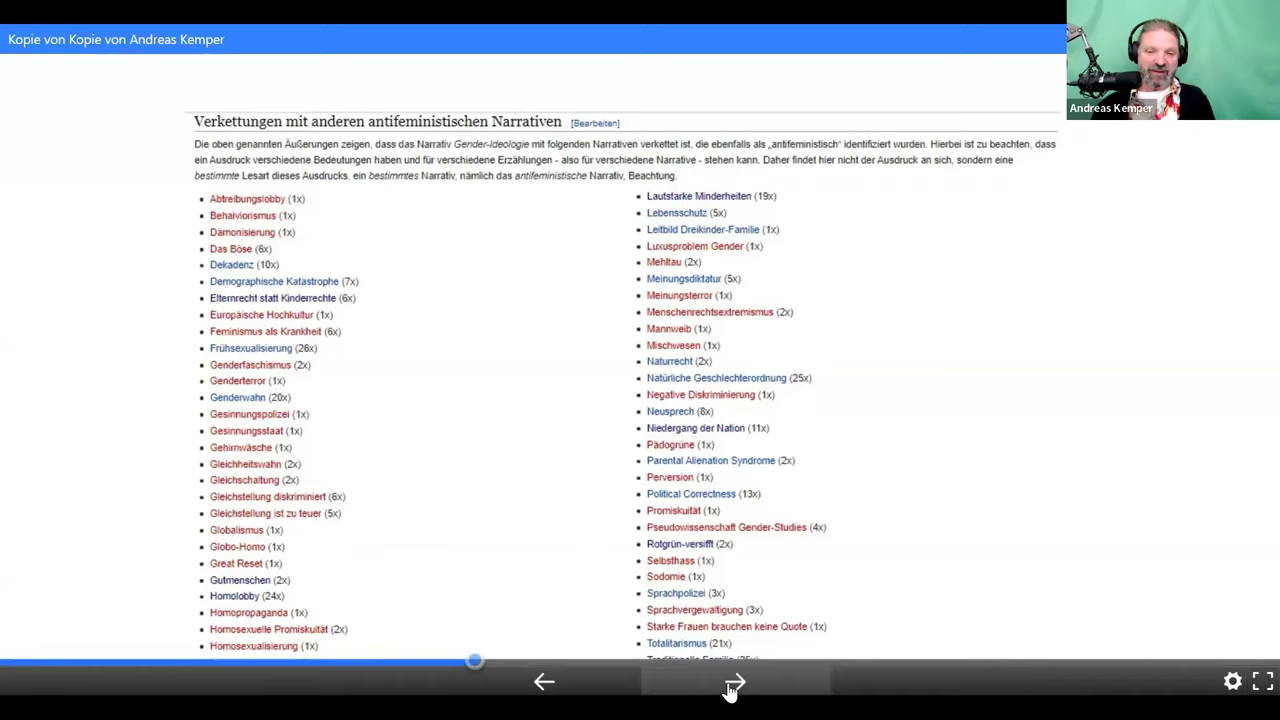 Kopie von Kopie von Andreas Kemper
Andreas Kemper
Verkettungen mit anderen antifeministischen Narrativen [Bearbeiten]
Die oben genannten Äußerungen zeigen, dass das Narrativ Gender-Ideologie mit folgenden Narrativen verkettet ist, die ebenfalls als „antifeministisch" identifiziert wurden. Hierbei ist zu beachten, dass
ein Ausdruck verschiedene Bedeutungen haben und für verschiedene Erzählungen - also für verschiedene Narrative - stehen kann. Daher findet hier nicht der Ausdruck an sich, sondern eine
bestimmte Lesart dieses Ausdrucks, ein bestimmtes Narrativ, nämlich das antifeministische Narrativ, Beachtung.
Abtreibungslobby (1x)
Behaiviorismus (1x)
Dämonisierung (1x)
Das Böse (6x)
Dekadenz (10x)
Demographische Katastrophe (7x)
Elternrecht statt Kinderrechte (6x)
Europäische Hochkultur (1x)
Feminismus als Krankheit (6x)
Frühsexualisierung (26x)
Genderfaschismus (2x)
Genderterror (1x)
Genderwahn (20x)
Gesinnungspolizei (1x)
Gesinnungsstaat (1x)
Gehirnwäsche (1x)
Gleichheitswahn (2x)
Gleichschaltung (2x)
Gleichstellung diskriminiert (6x)
Gleichstellung ist zu teuer (5x)
Globalismus (1x)
Globo-Homo (1x)
Great Reset (1x)
Gutmenschen (2x)
Homolobby (24x)
Homopropaganda (1x)
Homosexuelle Promiskuität (2x)
Homosexualisierung (1x)
Lautstarke Minderheiten (19x)
Lebensschutz (5x)
Leitbild Dreikinder-Familie (1x)
Luxusproblem Gender (1x)
Mehltau (2x)
Meinungsdiktatur (5x)
Meinungsterror (1x)
Menschenrechtsextremismus (2x)
Mannweib (1x)
Mischwesen (1x)
Naturrecht (2x)
Natürliche Geschlechterordnung (25x)
Negative Diskriminierung (1x)
Neusprech (8x)
Niedergang der Nation (11x)
Pädogrüne (1x)
Parental Alienation Syndrome (2x)
Perversion (1x)
Political Correctness (13x)
Promiskuität (1x)
Pseudowissenschaft Gender-Studies (4x)
Rotgrün-versifft (2x)
Selbsthass (1x)
Sodomie (1x)
Sprachpolizei (3x)
Sprachvergewaltigung (3x)
Starke Frauen brauchen keine Quote (1x)
Totalitarismus (21x)